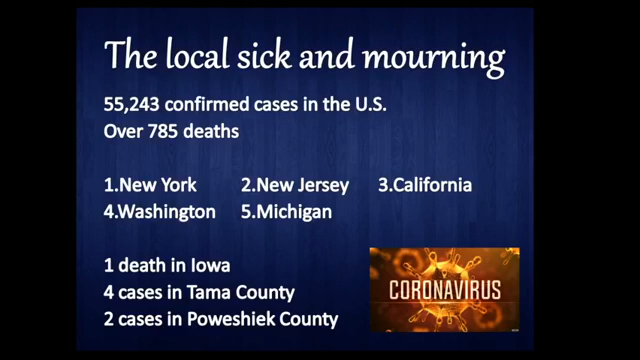 The local sick and mourning
55,243 confirmed cases in the U.S.
Over 785 deaths
1.New York 2.New Jersey 3.California
4.Washington 5.Michigan
1 death in Iowa
4 cases in Tama County
2 cases in Poweshiek County
CORONAVIRUS